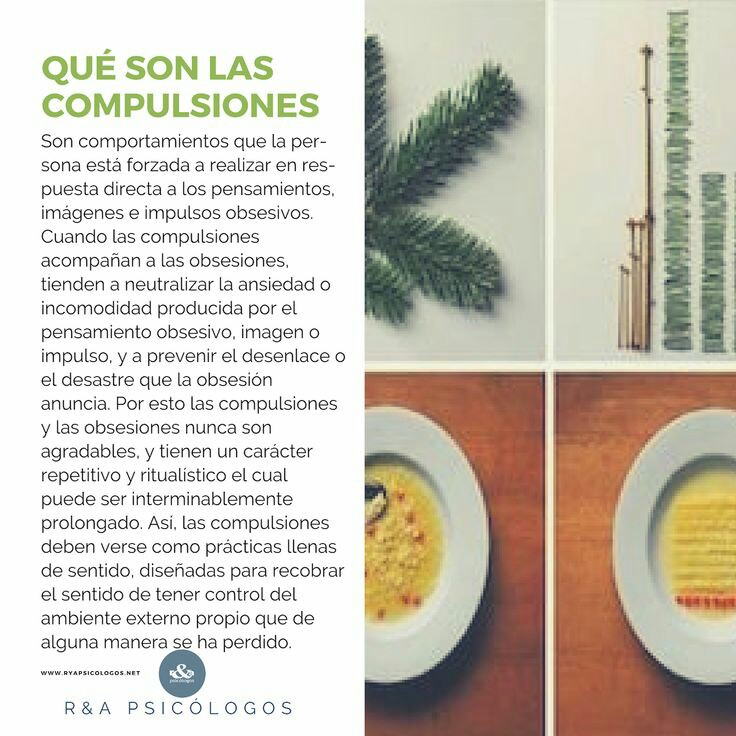 QUÉ SON LAS
COMPULSIONES
Son comportamientos que la per-
sona está forzada a realizar en res-
puesta directa a los pensamientos,
imágenes e impulsos obsesivos.
Cuando las compulsiones
acompañan a las obsesiones,
tienden a neutralizar la ansiedad o
incomodidad producida por el
pensamiento obsesivo, imagen o
impulso, y a prevenir el desenlace o
el desastre que la obsesión
anuncia. Por esto las compulsiones
y las obsesiones nunca son
agradables, y tienen un carácter
repetitivo y ritualístico el cual
puede ser interminablemente
prolongado. Así, las compulsiones
deben verse como prácticas llenas
de sentido, diseñadas para recobrar
el sentido de tener control del
ambiente externo propio que de
alguna manera se ha perdido.
WWW.RYAPSICOLOGOS.NET
&
psicólogos
R&A PSICÓLOGOS